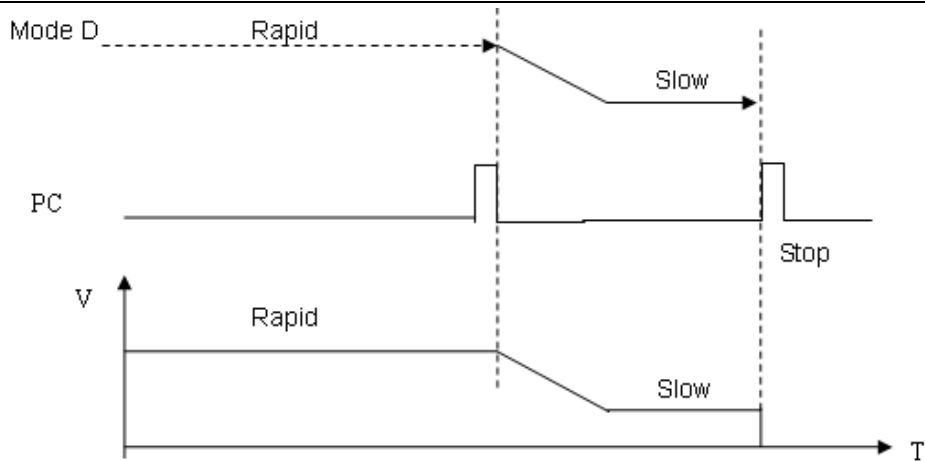 Mode D
Rapid
Slow
PC
Stop
V
Rapid
Slow
T